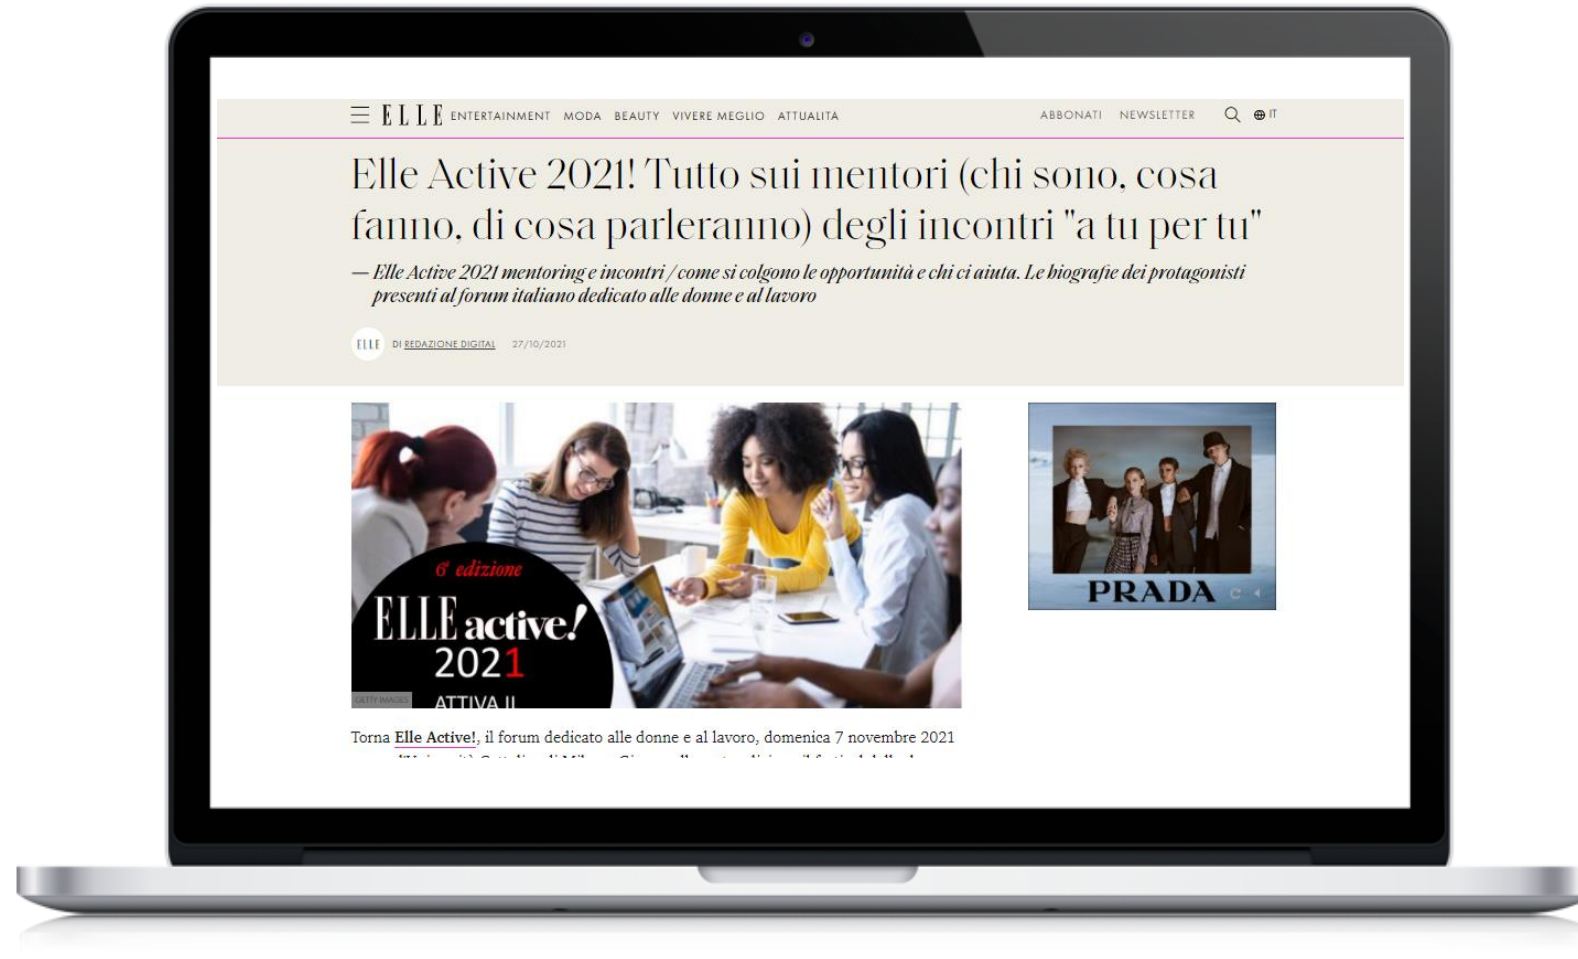 ELLE ENTERTAINMENT MODA BEAUTY VIVERE MEGLIO ATTUALITÀ ABBONATI NEWSLETTER IT
Elle Active 2021! Tutto sui mentori (chi sono, cosa
fanno, di cosa parleranno) degli incontri "a tu per tu"
— Elle Active 2021 mentoring e incontri / come si colgono le opportunità e chi ci aiuta. Le biografie dei protagonisti
presenti al forum italiano dedicato alle donne e al lavoro
ELLE DI REDAZIONE DIGITAL 27/10/2021
6ª edizione
ELLE active!
2021
ATTIVA IL
GETTY IMAGES
PRADA
Torna Elle Active!, il forum dedicato alle donne e al lavoro, domenica 7 novembre 2021